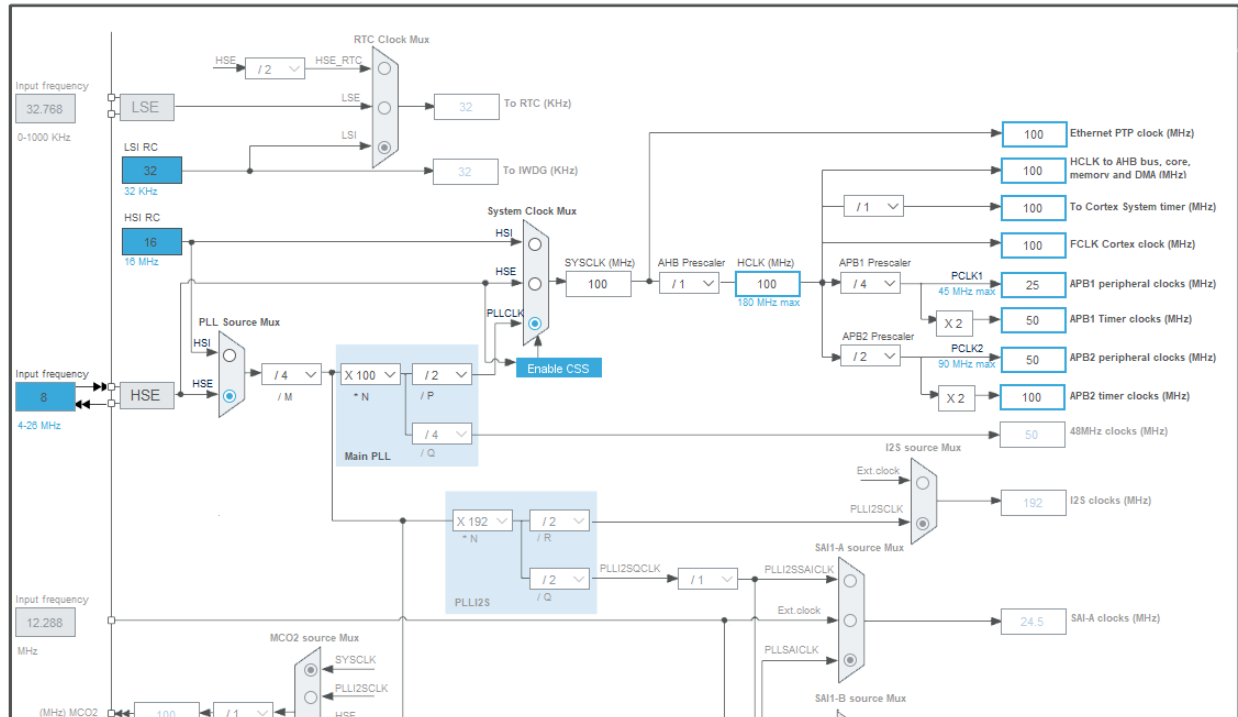 RTC Clock Mux
HSE
/ 2
HSE_RTC
Input frequency
32.768
0-1000 KHz
LSE
LSE
32
To RTC (KHz)
LSI RC
32
32 KHz
LSI
32
To IWDG (KHz)
100
Ethernet PTP clock (MHz)
100
HCLK to AHB bus, core,
memory and DMA (MHz)
/ 1
100
To Cortex System timer (MHz)
HSI RC
16
16 MHz
System Clock Mux
HSI
HSE
PLLCLK
SYSCLK (MHz)
100
AHB Prescaler
/ 1
HCLK (MHz)
100
180 MHz max
100
FCLK Cortex clock (MHz)
APB1 Prescaler
/ 4
PCLK1
45 MHz max
25
APB1 peripheral clocks (MHz)
X 2
50
APB1 Timer clocks (MHz)
APB2 Prescaler
/ 2
PCLK2
90 MHz max
50
APB2 peripheral clocks (MHz)
X 2
100
APB2 timer clocks (MHz)
Enable CSS
PLL Source Mux
HSI
HSE
Input frequency
8
4-26 MHz
HSE
/ 4
/ M
X 100
* N
/ 2
/ P
/ 4
/ Q
Main PLL
50
48MHz clocks (MHz)
I2S source Mux
Ext.clock
PLLI2SCLK
192
I2S clocks (MHz)
X 192
* N
/ 2
/ R
/ 2
/ Q
PLLI2S
PLLI2SQCLK
/ 1
SAI1-A source Mux
PLLI2SSAICLK
Ext.clock
PLLSAICLK
24.5
SAI-A clocks (MHz)
Input frequency
12.288
MHz
MCO2 source Mux
SYSCLK
PLLI2SCLK
HSE
(MHz) MCO2
100
/ 1
SAI1-B source Mux